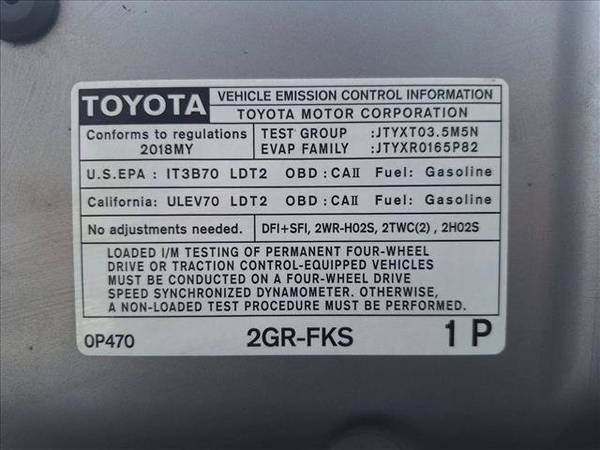 TOYOTA
VEHICLE EMISSION CONTROL INFORMATION
TOYOTA MOTOR CORPORATION
Conforms to regulations
2018MY
TEST GROUP :JTYXT03.5M5N
EVAP FAMILY :JTYXR0165P82
U.S.EPA : IT3B70 LDT2 OBD : CAII Fuel: Gasoline
California: ULEV70 LDT2 OBD : CAII Fuel: Gasoline
No adjustments needed.
DFI+SFI, 2WR-HO2S, 2TWC(2) , 2HO2S
LOADED I/M TESTING OF PERMANENT FOUR-WHEEL
DRIVE OR TRACTION CONTROL-EQUIPPED VEHICLES
MUST BE CONDUCTED ON A FOUR-WHEEL DRIVE
SPEED SYNCHRONIZED DYNAMOMETER. OTHERWISE,
A NON-LOADED TEST PROCEDURE MUST BE PERFORMED.
0P470
2GR-FKS
1 P